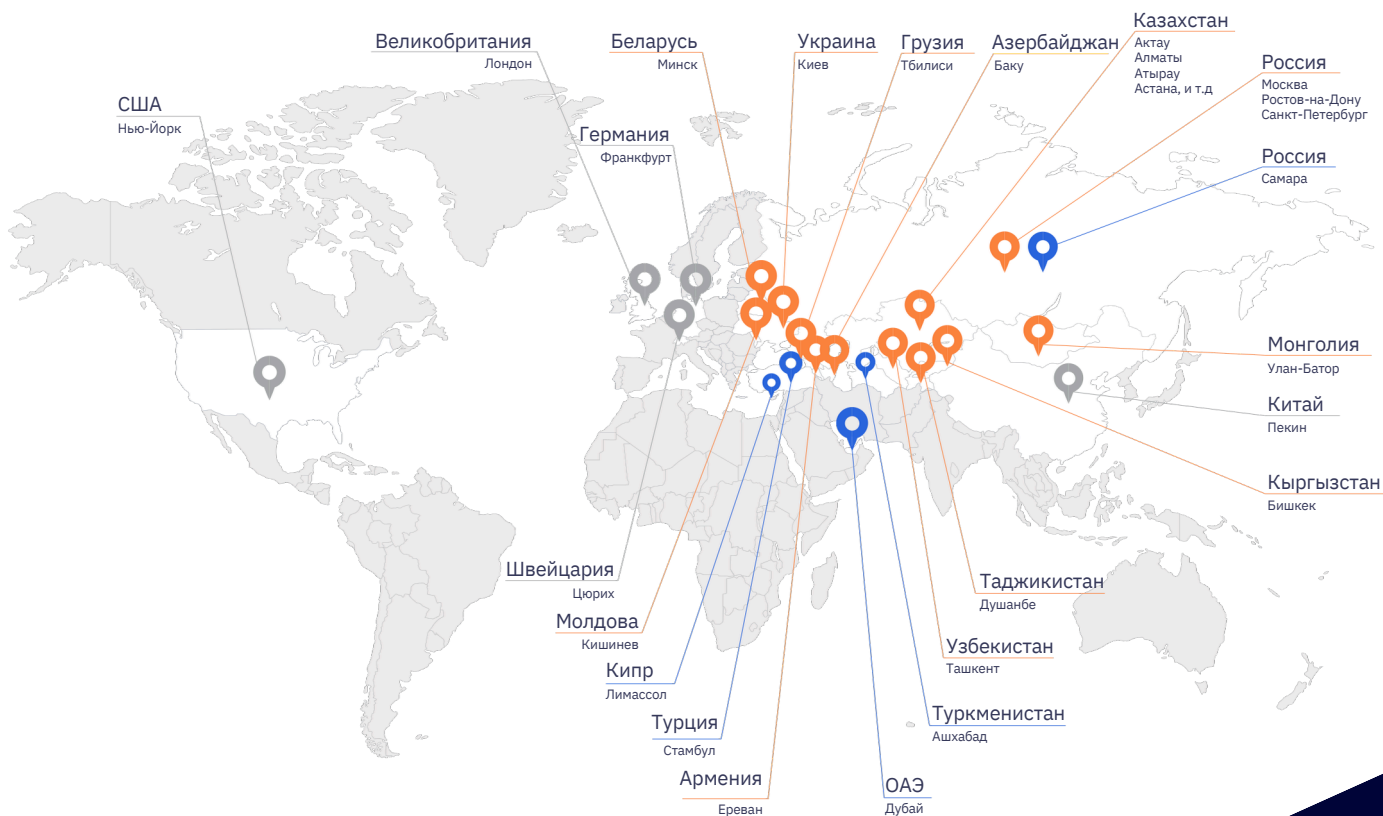 Казахстан
Актау
Алматы
Атырау
Астана, и т.д
Великобритания
Лондон
Беларусь
Минск
Украина
Киев
Грузия
Тбилиси
Азербайджан
Баку
Россия
Москва
Ростов-на-Дону
Санкт-Петербург
США
Нью-Йорк
Германия
Франкфурт
Россия
Самара
Монголия
Улан-Батор
Китай
Пекин
Кыргызстан
Бишкек
Швейцария
Цюрих
Таджикистан
Душанбе
Молдова
Кишинев
Узбекистан
Ташкент
Кипр
Лимассол
Туркменистан
Ашхабад
Турция
Стамбул
Армения
Ереван
ОАЭ
Дубай